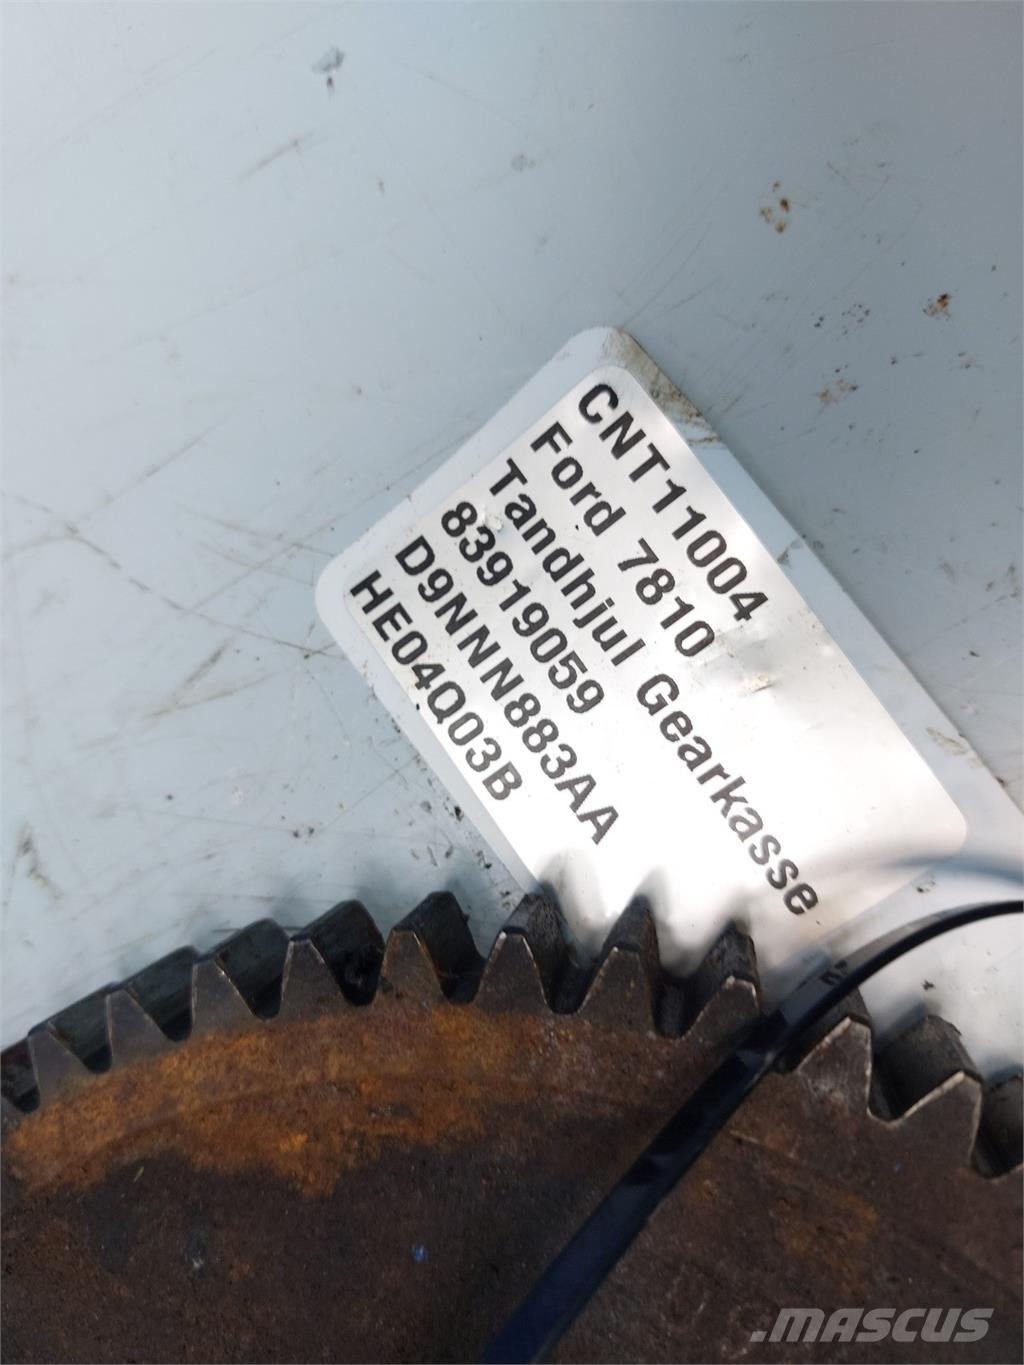 CNT11004
Ford 7810
Tandhjul Gearkasse
83919059
D9NNN883AA
HE04Q03B
.MASCUS